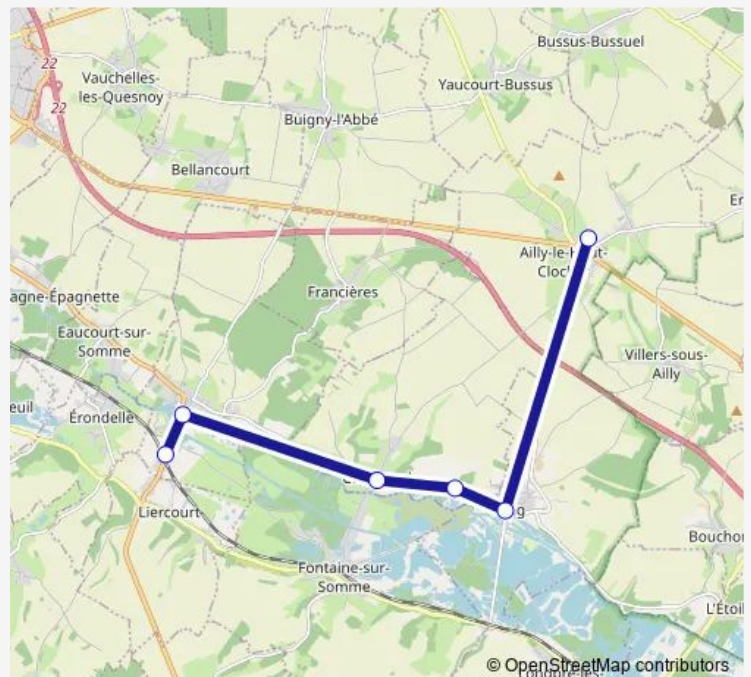 Bussus-Bussuel
22
Vauchelles-
les-Quesnoy
Yaucourt-Bussus
22
Buigny-l'Abbé
Bellancourt
Er
Ailly-le-H
ut-
Cloc
agne-Épagnette
Francières
Eaucourt-sur-
Somme
Villers-sous-
Ailly
euil
Érondelle
g
Liercourt
Bouchon
Fontaine-sur-
Somme
L'Étoil
© OpenStreetMap contributors